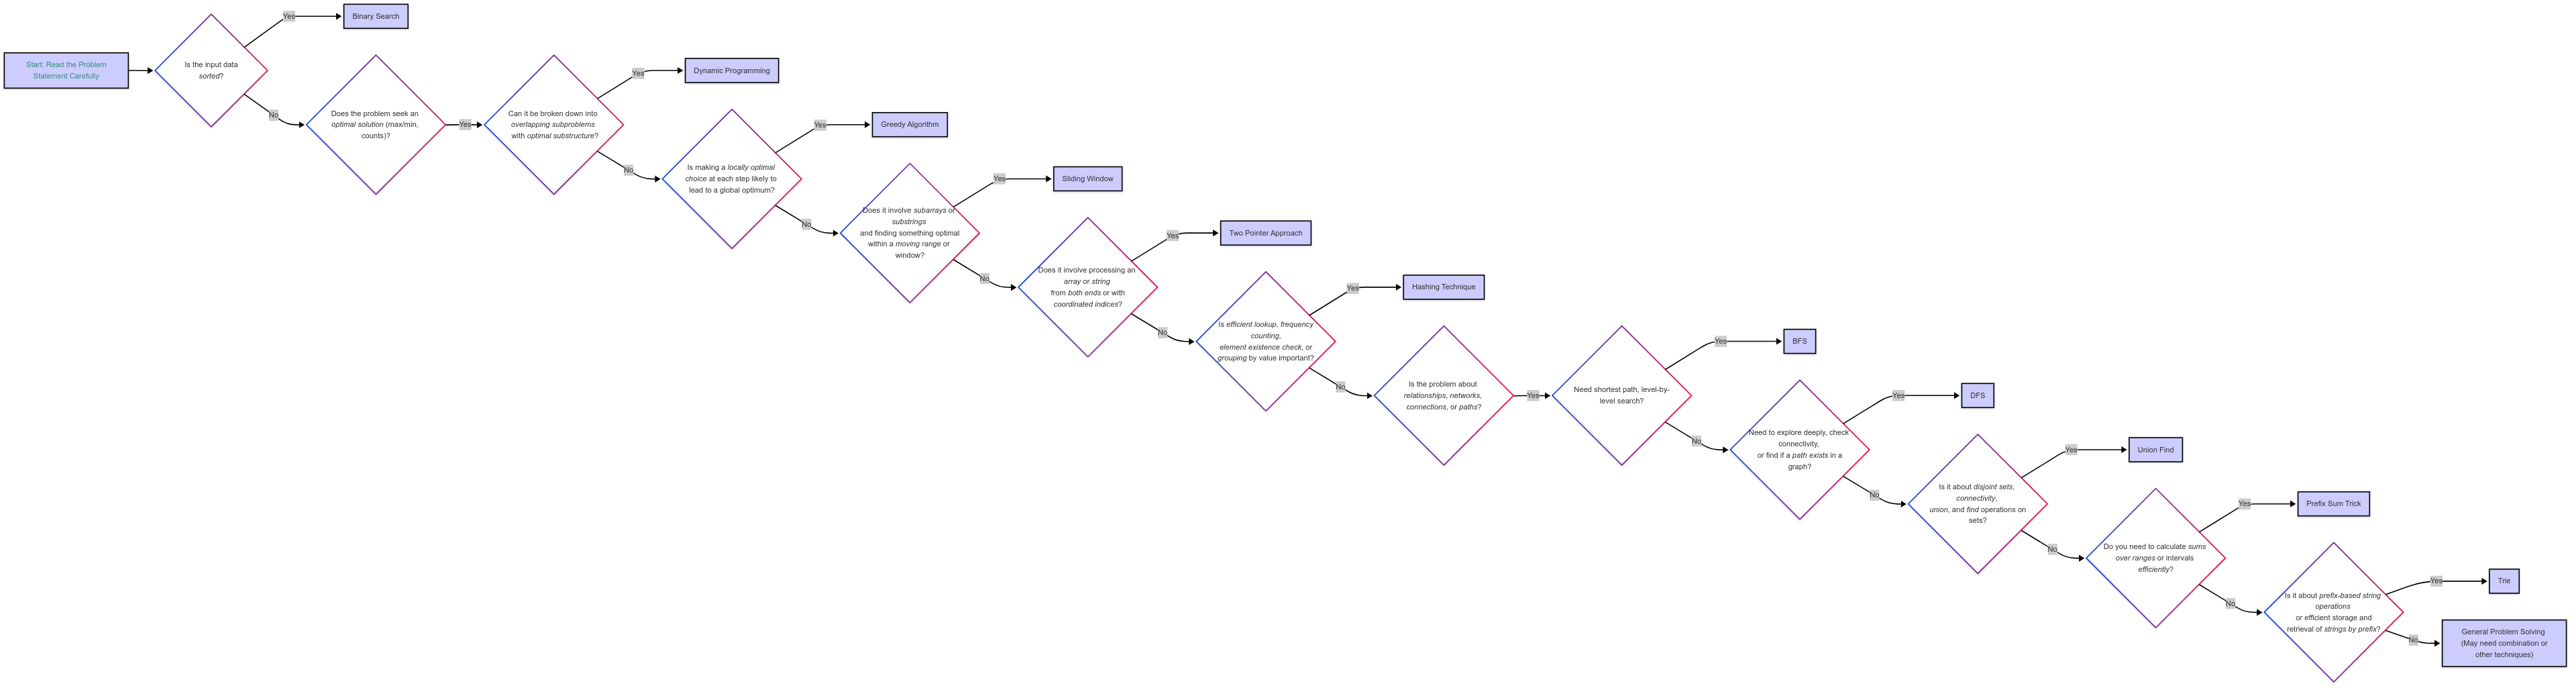 Yes
Binary Search
Start: Read the Problem
Statement Carefully
Is the input data
sorted?
No
Does the problem seek an
optimal solution (max/min,
counts)?
Yes
Can it be broken down into
overlapping subproblems
with optimal substructure?
Yes
Dynamic Programming
No
Is making a locally optimal
choice at each step likely to
lead to a global optimum?
Yes
Greedy Algorithm
No
Does it involve subarrays or
substrings
and finding something optimal
within a moving range or
window?
Yes
Sliding Window
No
Does it involve processing an
array or string
from both ends or with
coordinated indices?
Yes
Two Pointer Approach
No
Is efficient lookup, frequency
counting,
element existence check, or
grouping by value important?
Yes
Hashing Technique
No
Is the problem about
relationships, networks,
connections, or paths?
Yes
Need shortest path, level-by-
level search?
Yes
BFS
No
Need to explore deeply, check
connectivity,
or find if a path exists in a
graph?
Yes
DFS
No
Is it about disjoint sets,
connectivity,
union, and find operations on
sets?
Yes
Union Find
No
Do you need to calculate sums
over ranges or intervals
efficiently?
Yes
Prefix Sum Trick
No
Is it about prefix-based string
operations
or efficient storage and
retrieval of strings by prefix?
Yes
Trie
No
General Problem Solving
(May need combination or
other techniques)